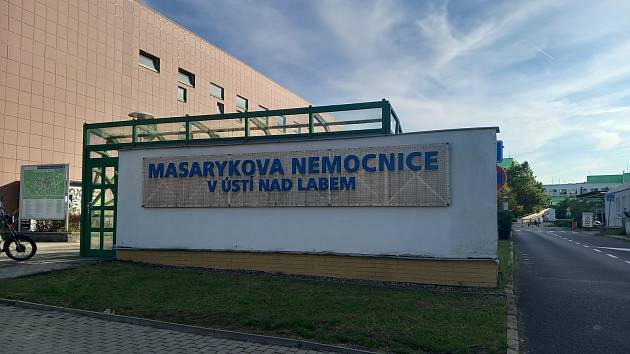 MASARYKOVA NEMOCNICE
V ÚSTÍ NAD LABEM